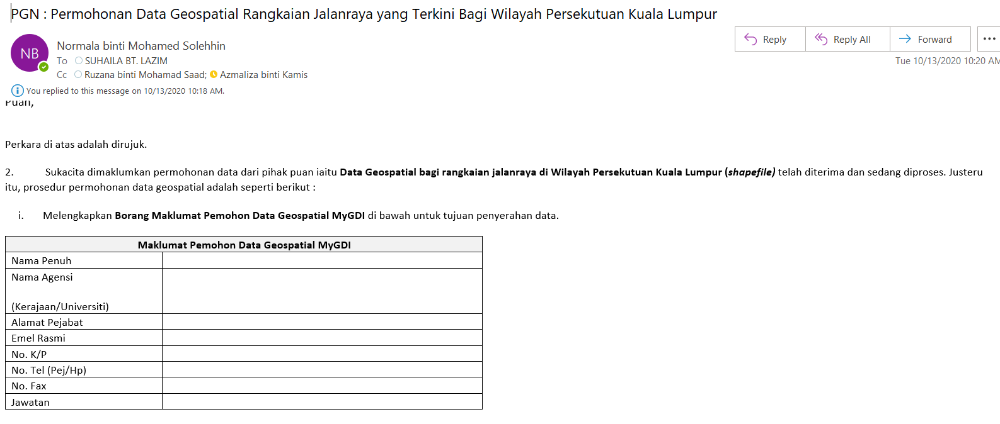 PGN : Permohonan Data Geospatial Rangkaian Jalanraya yang Terkini Bagi Wilayah Persekutuan Kuala Lumpur
Reply
Reply All
Forward
Tue 10/13/2020 10:20 AM
NB
Normala binti Mohamed Solehhin
To SUHAILA BT. LAZIM
Cc Ruzana binti Mohamad Saad; Azmaliza binti Kamis
You replied to this message on 10/13/2020 10:18 AM.
Puan,
Perkara di atas adalah dirujuk.
2. Sukacita dimaklumkan permohonan data dari pihak puan iaitu Data Geospatial bagi rangkaian jalanraya di Wilayah Persekutuan Kuala Lumpur (shapefile) telah diterima dan sedang diproses. Justeru
itu, prosedur permohonan data geospatial adalah seperti berikut :
i. Melengkapkan Borang Maklumat Pemohon Data Geospatial MyGDI di bawah untuk tujuan penyerahan data.
Maklumat Pemohon Data Geospatial MyGDI
Nama Penuh
Nama Agensi
(Kerajaan/Universiti)
Alamat Pejabat
Emel Rasmi
No. K/P
No. Tel (Pej/Hp)
No. Fax
Jawatan